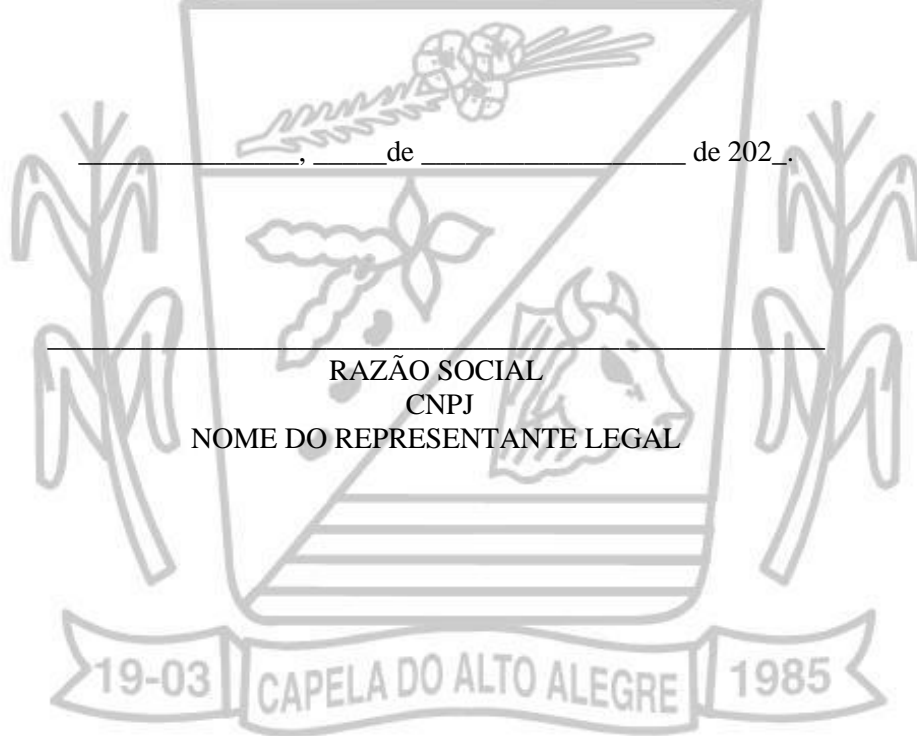 _______________, _____de __________________ de 202_.
_____________________________________________________
RAZÃO SOCIAL
CNPJ
NOME DO REPRESENTANTE LEGAL
19-03 CAPELA DO ALTO ALEGRE 1985